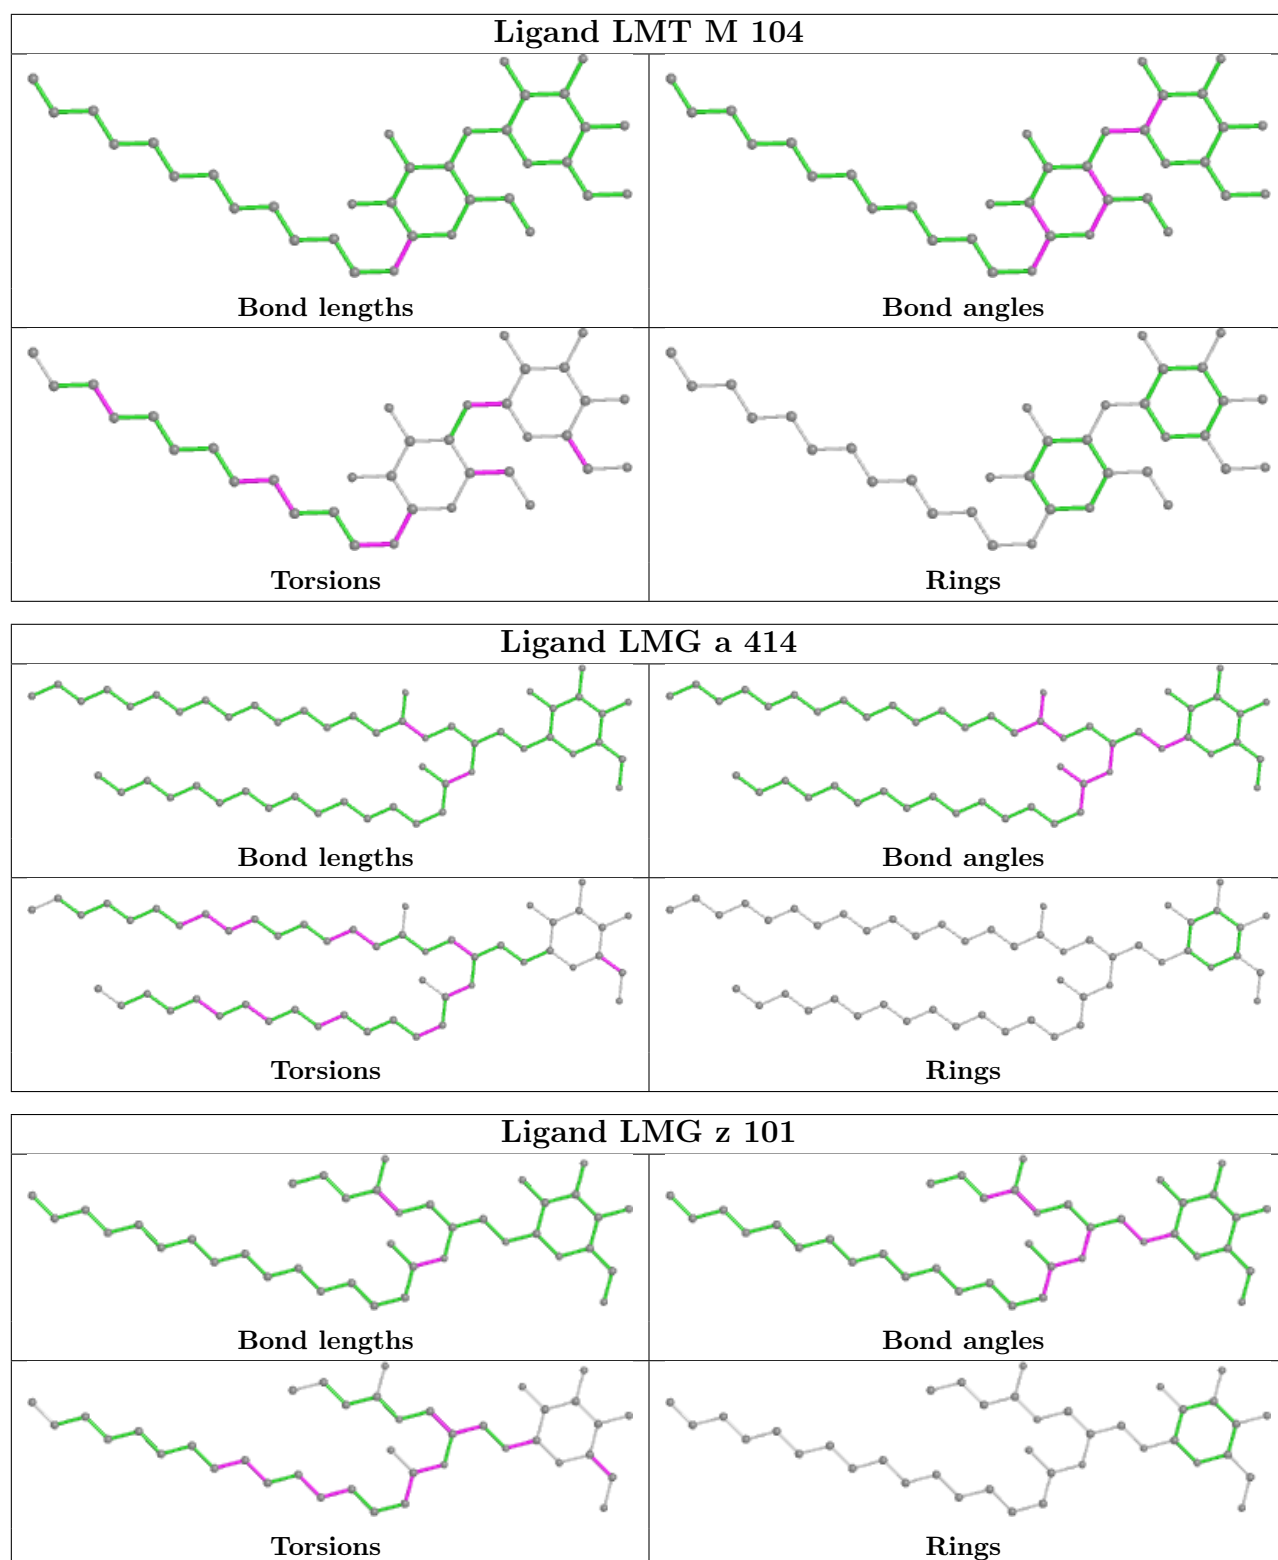 Ligand LMT M 104
Bond lengths Bond angles
Torsions Rings
Ligand LMG a 414
Bond lengths Bond angles
Torsions Rings
Ligand LMG z 101
Bond lengths Bond angles
Torsions Rings